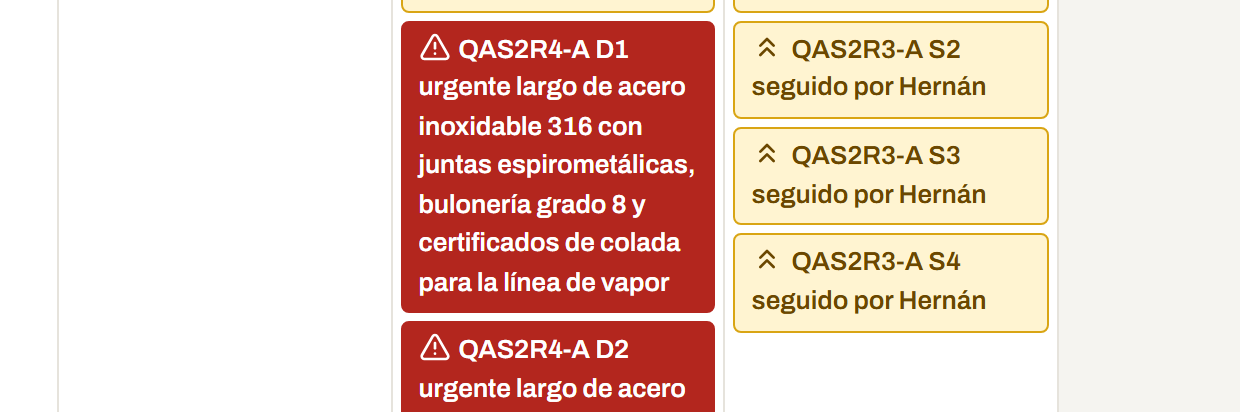 QAS2R4-A D1
urgente largo de acero
inoxidable 316 con
juntas espirometálicas,
bulonería grado 8 y
certificados de colada
para la línea de vapor
QAS2R4-A D2
urgente largo de acero
QAS2R3-A S2
seguido por Hernán
QAS2R3-A S3
seguido por Hernán
QAS2R3-A S4
seguido por Hernán